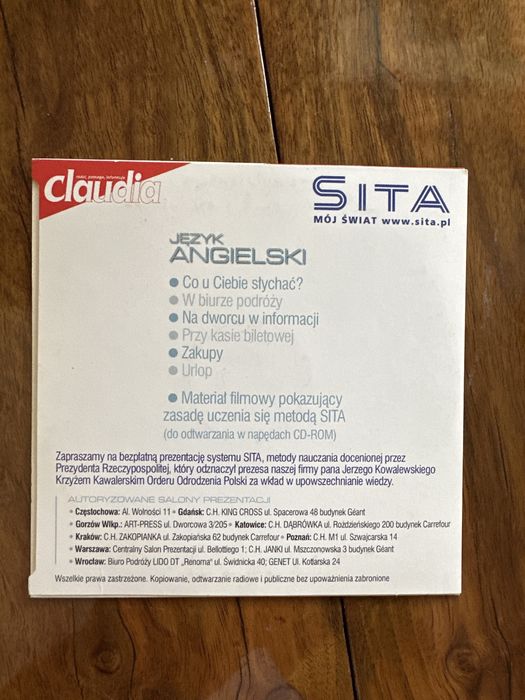 radzi, pomaga, informuje
claudia
SITA
MÓJ ŚWIAT www.sita.pl
JĘZYK
ANGIELSKI
• Co u Ciebie słychać?
• W biurze podróży
• Na dworcu w informacji
• Przy kasie biletowej
• Zakupy
• Urlop
• Materiał filmowy pokazujący
zasadę uczenia się metodą SITA
(do odtwarzania w napędach CD-ROM)
Zapraszamy na bezpłatną prezentację systemu SITA, metody nauczania docenionej przez
Prezydenta Rzeczypospolitej, który odznaczył prezesa naszej firmy pana Jerzego Kowalewskiego
Krzyżem Kawalerskim Orderu Odrodzenia Polski za wkład w upowszechnianie wiedzy.
AUTORYZOWANE SALONY PREZENTACJI
• Częstochowa: Al. Wolności 11 • Gdańsk: C.H. KING CROSS ul. Spacerowa 48 budynek Géant
• Gorzów Wlkp.: ART-PRESS ul. Dworcowa 3/205 • Katowice: C.H. DĄBRÓWKA ul. Roździeńskiego 200 budynek Carrefour
• Kraków: C.H. ZAKOPIANKA ul. Zakopiańska 62 budynek Carrefour • Poznań: C.H. M1 ul. Szwajcarska 14
• Warszawa: Centralny Salon Prezentacji ul. Bellottiego 1; C.H. JANKI ul. Mszczonowska 3 budynek Géant
• Wrocław: Biuro Podróży LIDO DT „Renoma" ul. Świdnicka 40; GENET Ul. Kotlarska 24
Wszelkie prawa zastrzeżone. Kopiowanie, odtwarzanie radiowe i publiczne bez upoważnienia zabronione